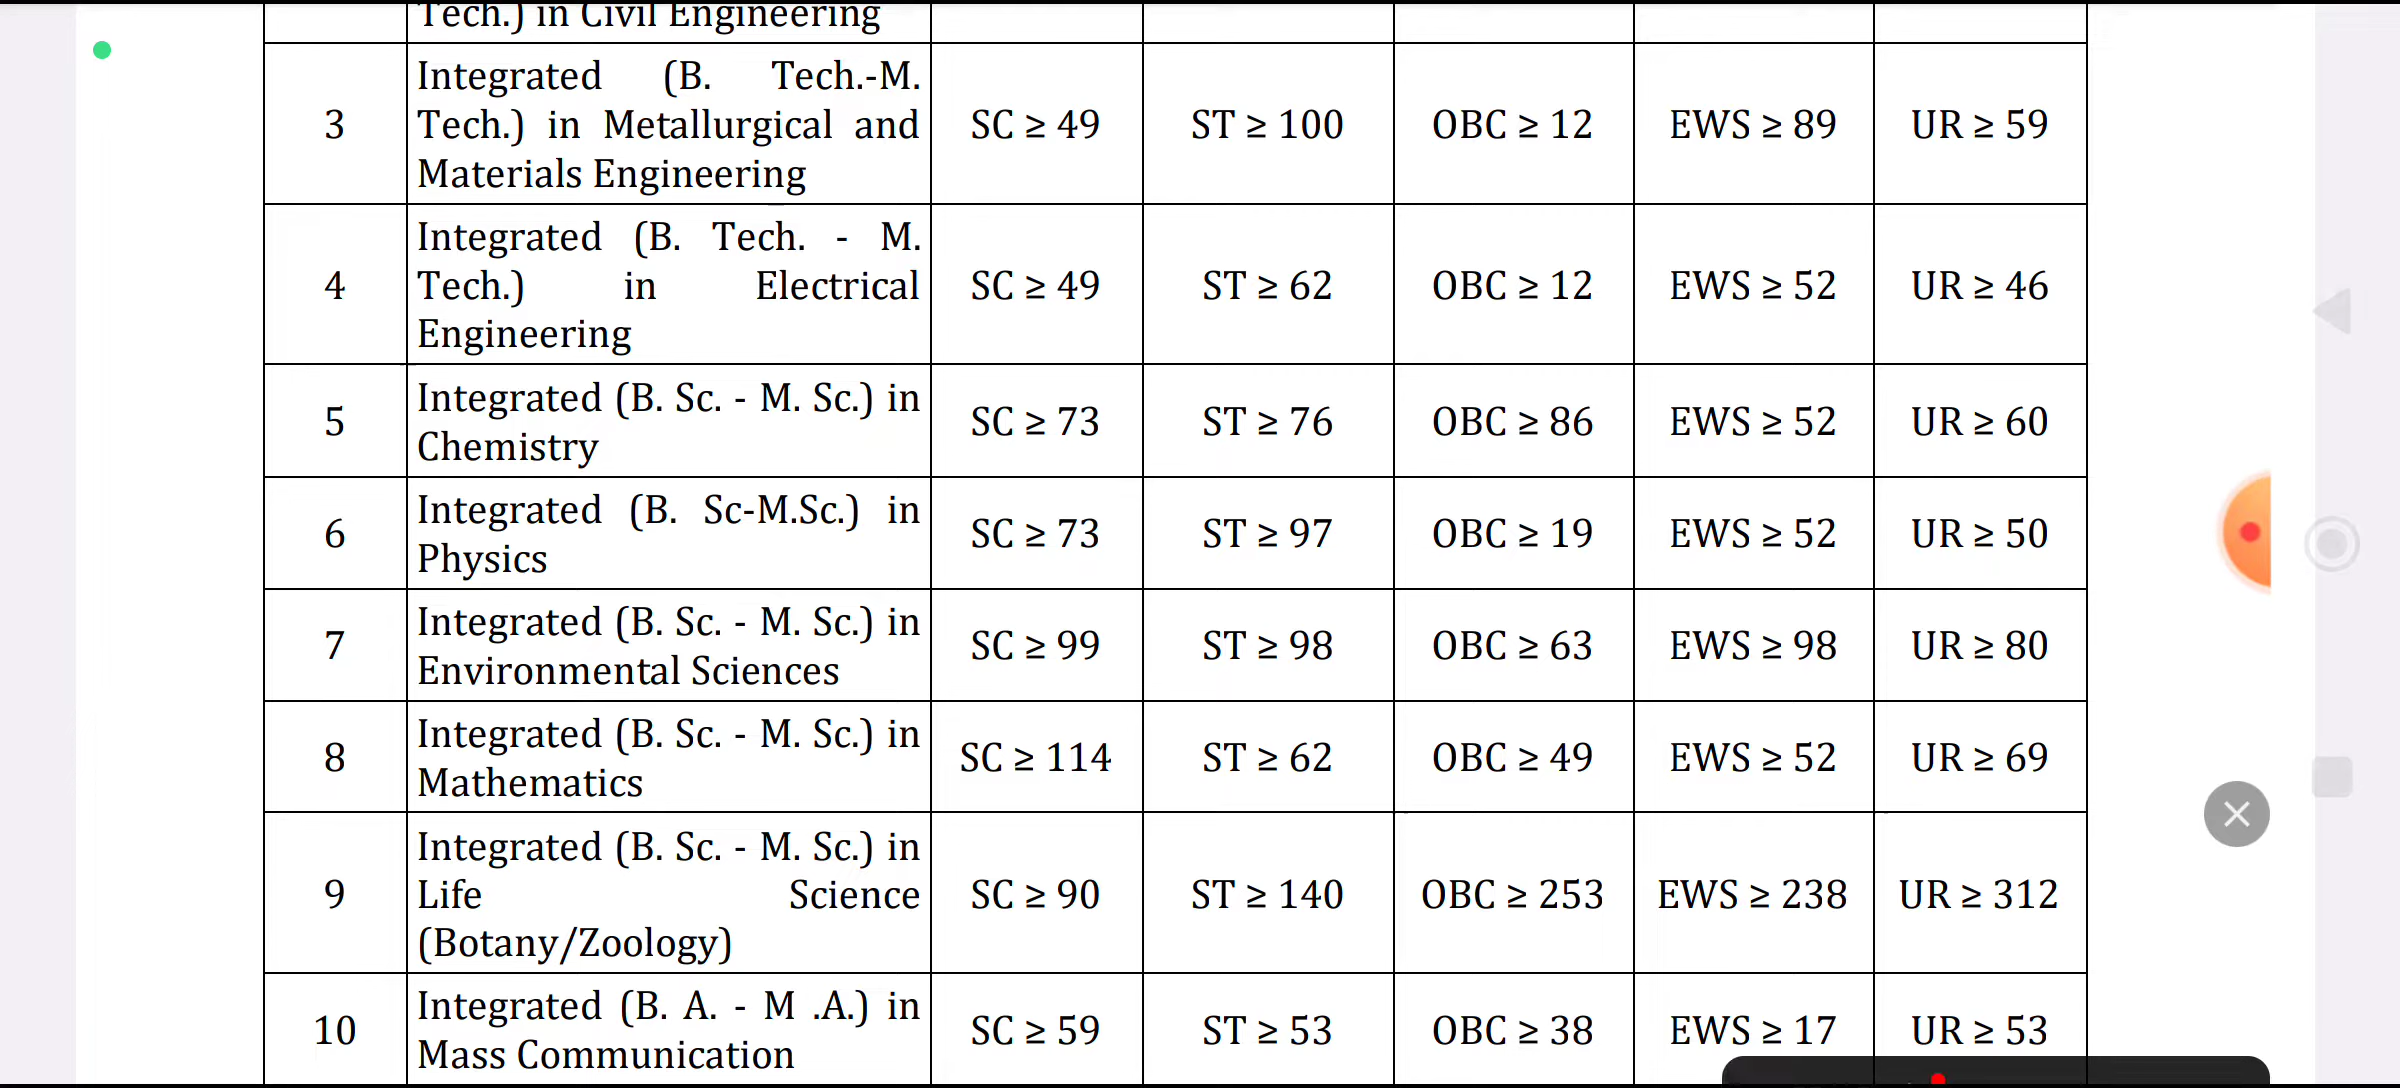 Tech.) in Civil Engineering
3
Integrated (B. Tech.-M.
Tech.) in Metallurgical and
Materials Engineering
SC ≥ 49
ST ≥ 100
OBC ≥ 12
EWS ≥ 89
UR ≥ 59
4
Integrated (B. Tech. - M.
Tech.) in Electrical
Engineering
SC ≥ 49
ST ≥ 62
OBC ≥ 12
EWS ≥ 52
UR ≥ 46
5
Integrated (B. Sc. - M. Sc.) in
Chemistry
SC ≥ 73
ST ≥ 76
OBC ≥ 86
EWS ≥ 52
UR ≥ 60
6
Integrated (B. Sc-M.Sc.) in
Physics
SC ≥ 73
ST ≥ 97
OBC ≥ 19
EWS ≥ 52
UR ≥ 50
7
Integrated (B. Sc. - M. Sc.) in
Environmental Sciences
SC ≥ 99
ST ≥ 98
OBC ≥ 63
EWS ≥ 98
UR ≥ 80
8
Integrated (B. Sc. - M. Sc.) in
Mathematics
SC ≥ 114
ST ≥ 62
OBC ≥ 49
EWS ≥ 52
UR ≥ 69
9
Integrated (B. Sc. - M. Sc.) in
Life Science
(Botany/Zoology)
SC ≥ 90
ST ≥ 140
OBC ≥ 253
EWS ≥ 238
UR ≥ 312
10
Integrated (B. A. - M .A.) in
Mass Communication
SC ≥ 59
ST ≥ 53
OBC ≥ 38
EWS ≥ 17
UR ≥ 53